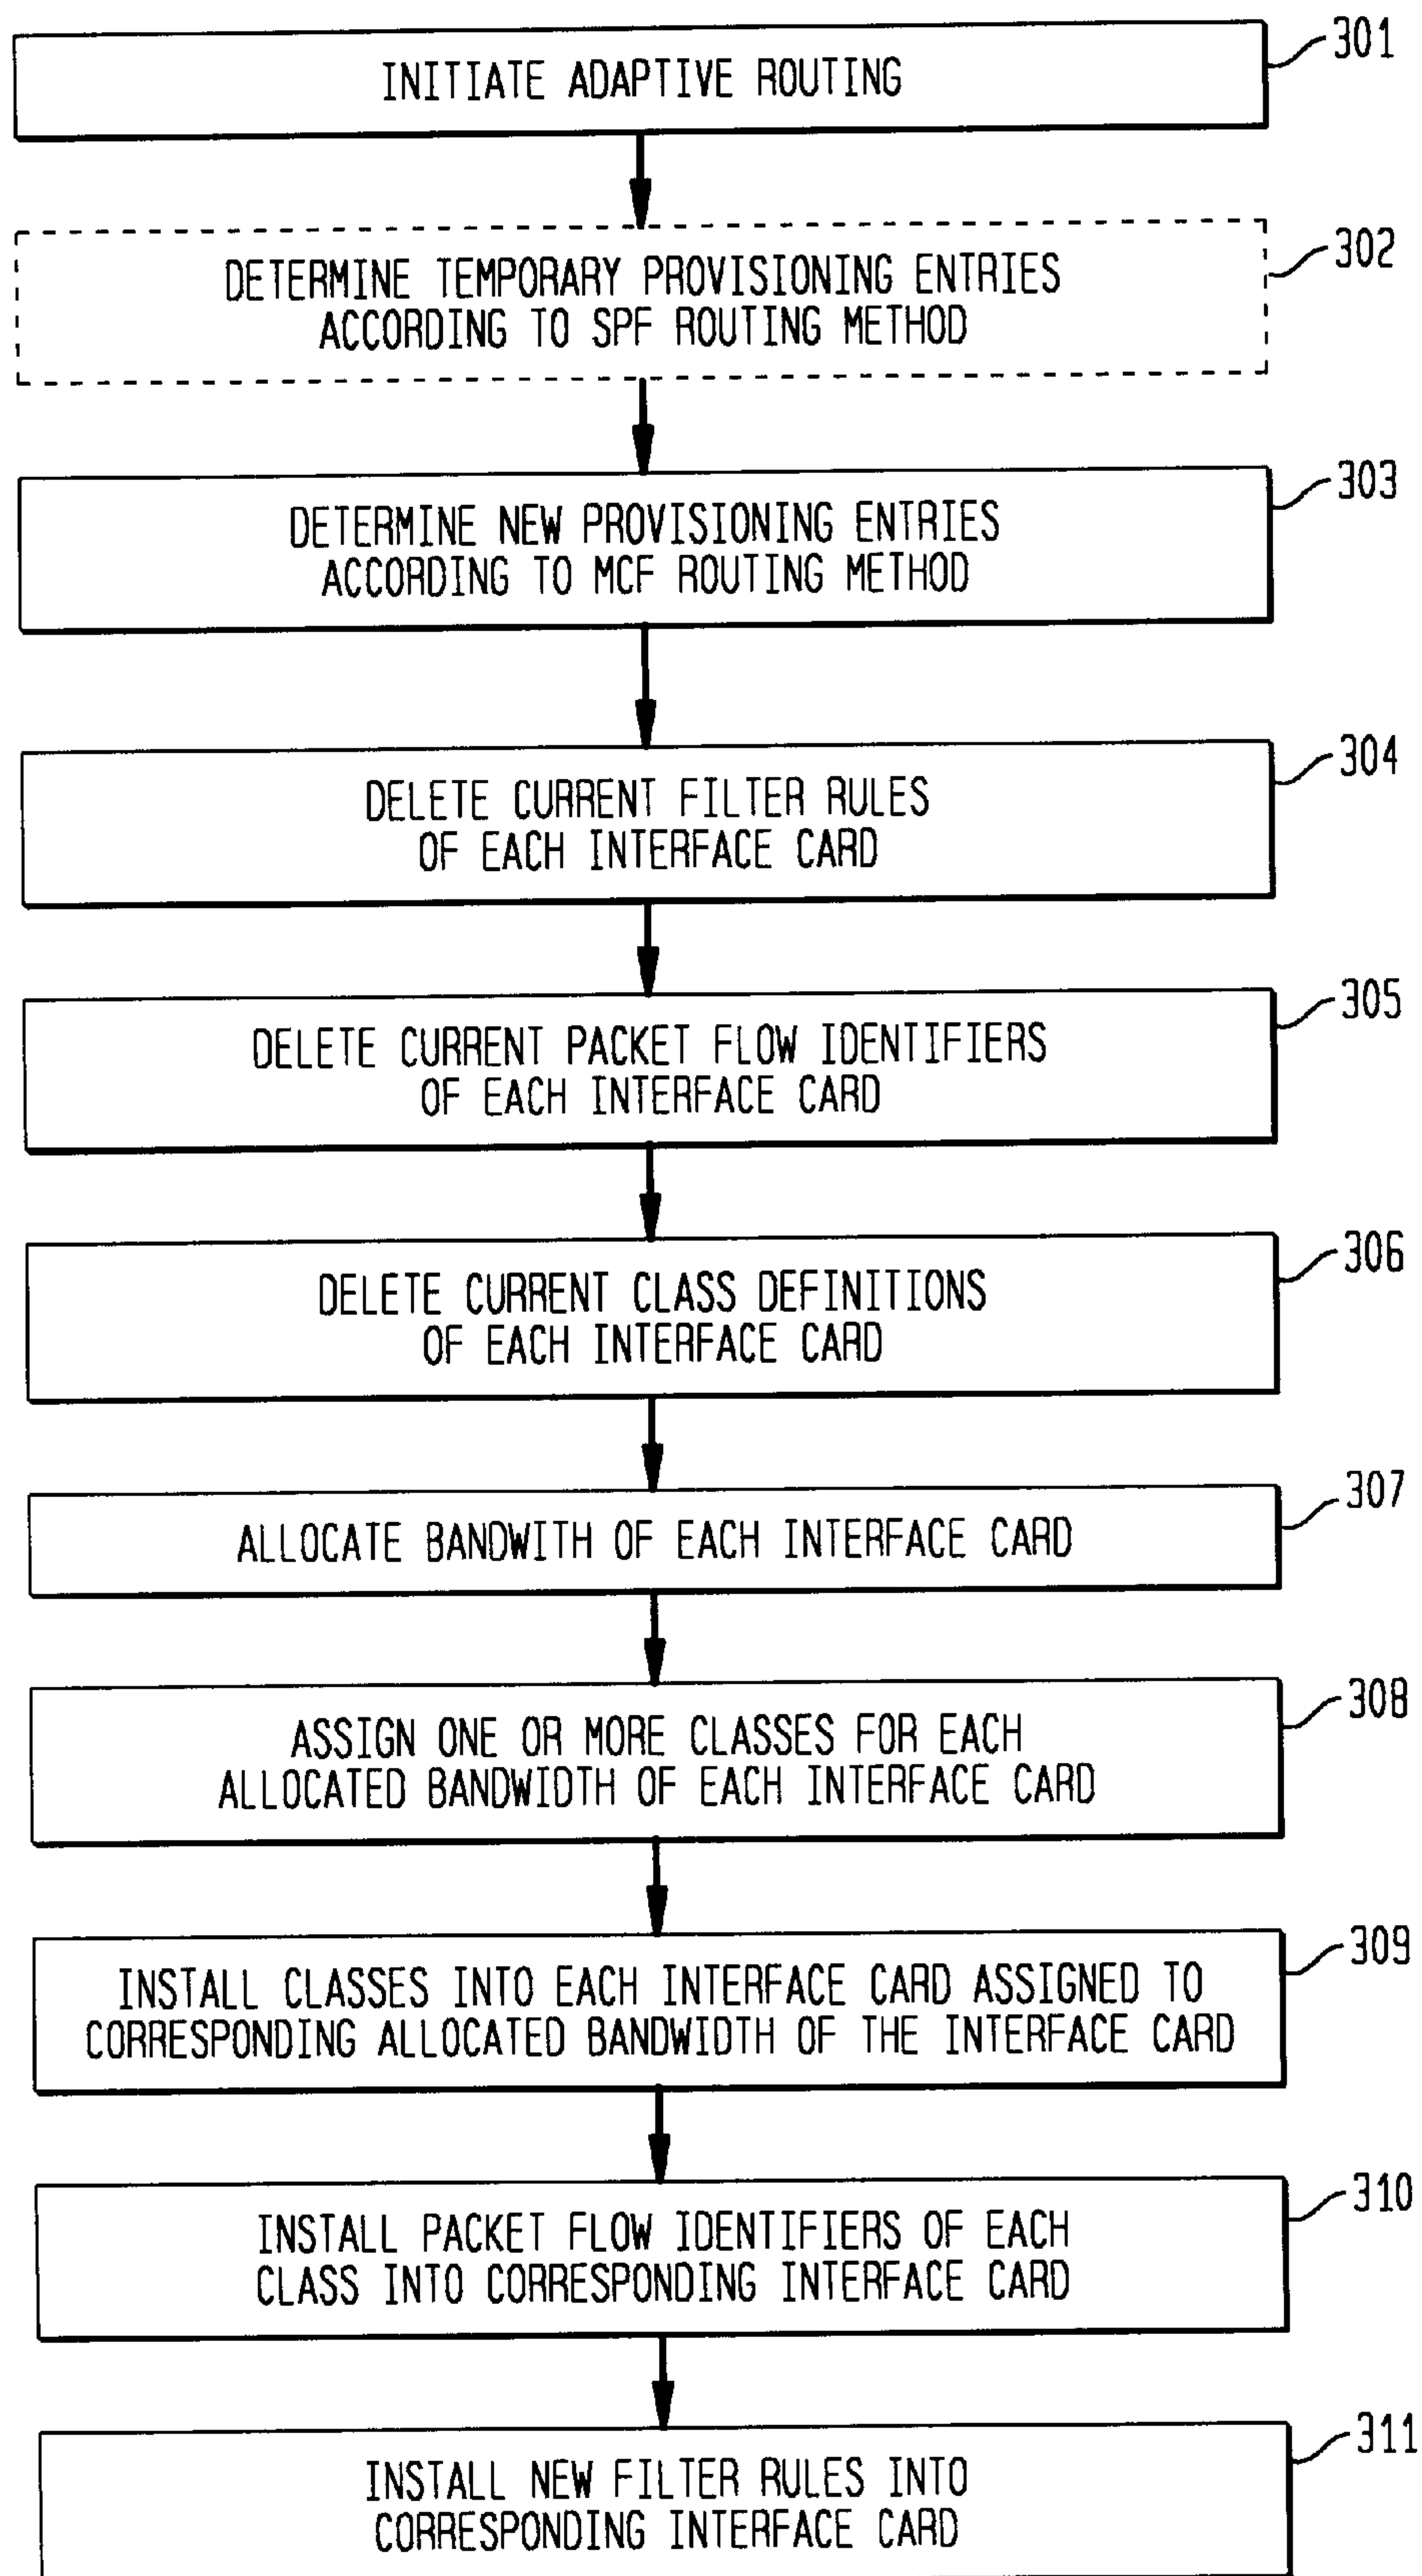 301
INITIATE ADAPTIVE ROUTING
302
DETERMINE TEMPORARY PROVISIONING ENTRIES
ACCORDING TO SPF ROUTING METHOD
303
DETERMINE NEW PROVISIONING ENTRIES
ACCORDING TO MCF ROUTING METHOD
304
DELETE CURRENT FILTER RULES
OF EACH INTERFACE CARD
305
DELETE CURRENT PACKET FLOW IDENTIFIERS
OF EACH INTERFACE CARD
306
DELETE CURRENT CLASS DEFINITIONS
OF EACH INTERFACE CARD
307
ALLOCATE BANDWITH OF EACH INTERFACE CARD
308
ASSIGN ONE OR MORE CLASSES FOR EACH
ALLOCATED BANDWIDTH OF EACH INTERFACE CARD
309
INSTALL CLASSES INTO EACH INTERFACE CARD ASSIGNED TO
CORRESPONDING ALLOCATED BANDWIDTH OF THE INTERFACE CARD
310
INSTALL PACKET FLOW IDENTIFIERS OF EACH
CLASS INTO CORRESPONDING INTERFACE CARD
311
INSTALL NEW FILTER RULES INTO
CORRESPONDING INTERFACE CARD